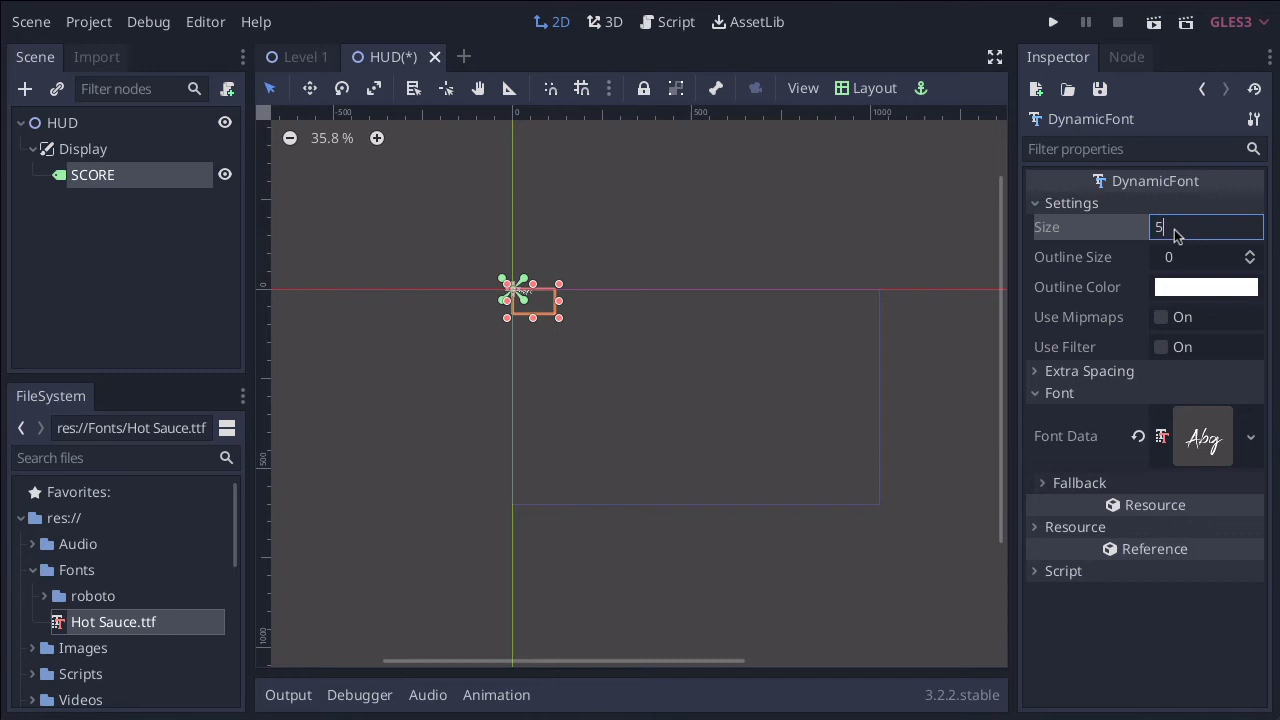 Scene Project Debug Editor Help 2D 3D Script AssetLib GLES3
Scene Import
Filter nodes
HUD
Display
SCORE
FileSystem
res://Fonts/Hot Sauce.ttf
Search files
Favorites:
res://
Audio
Fonts
roboto
Hot Sauce.ttf
Images
Scripts
Videos
Level 1 HUD(*)
View Layout
-500 0 500 1000
35.8 %
0
500
1000
Output Debugger Audio Animation 3.2.2.stable
Inspector Node
DynamicFont
Filter properties
DynamicFont
Settings
Size 5
Outline Size 0
Outline Color
Use Mipmaps On
Use Filter On
Extra Spacing
Font
Font Data Abg
Fallback
Resource
Resource
Reference
Script